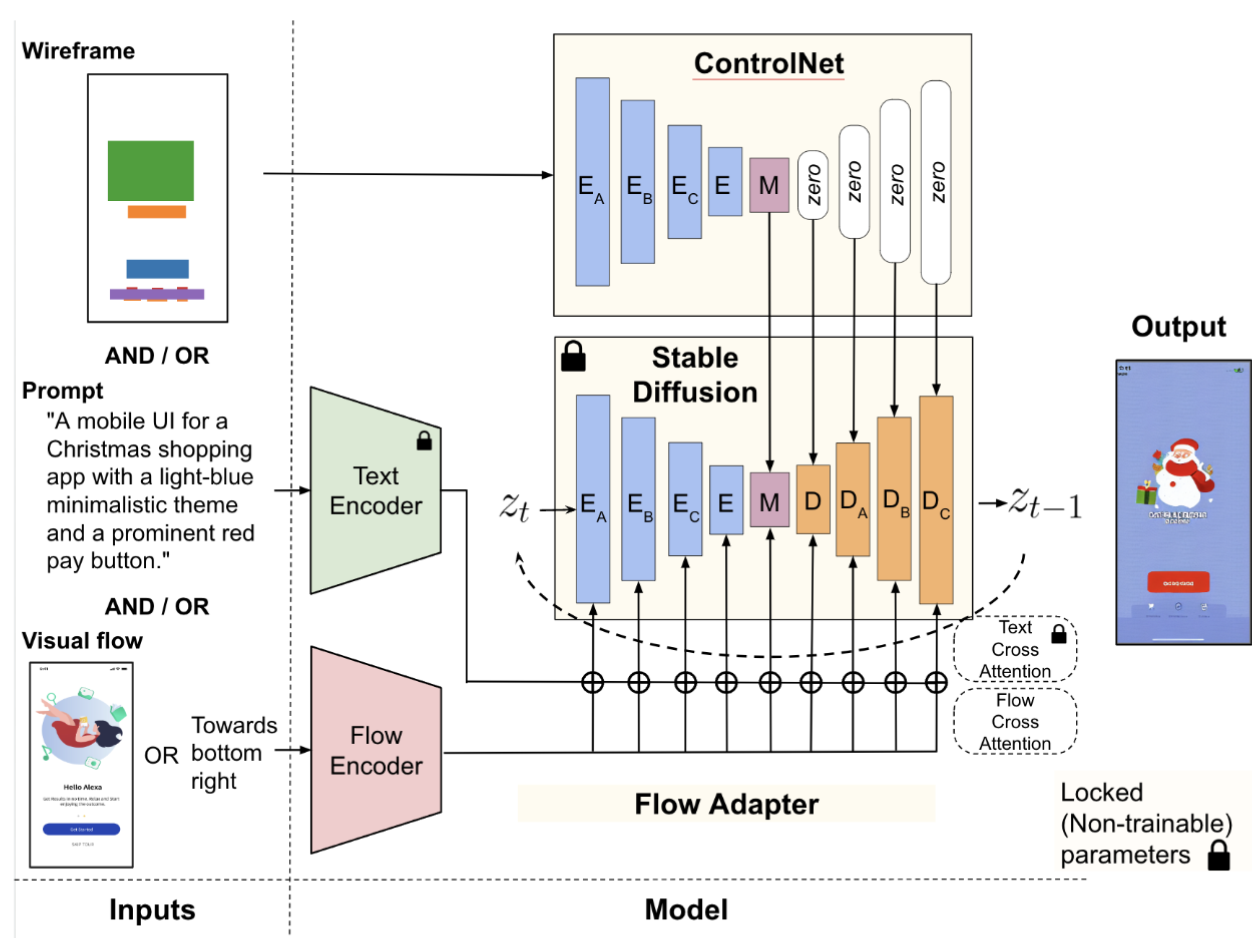 Wireframe
AND / OR
Prompt
"A mobile UI for a
Christmas shopping
app with a light-blue
minimalistic theme
and a prominent red
pay button."
AND / OR
Visual flow
Hello Alexa
Get Started
OR
Towards
bottom
right
Inputs
ControlNet
E_A
E_B
E_C
E
M
zero
zero
zero
zero
Stable
Diffusion
z_t
E_A
E_B
E_C
E
M
D
D_A
D_B
D_C
z_{t-1}
Text
Encoder
Flow
Encoder
Text
Cross
Attention
Flow
Cross
Attention
Flow Adapter
Model
Output
Locked
(Non-trainable)
parameters